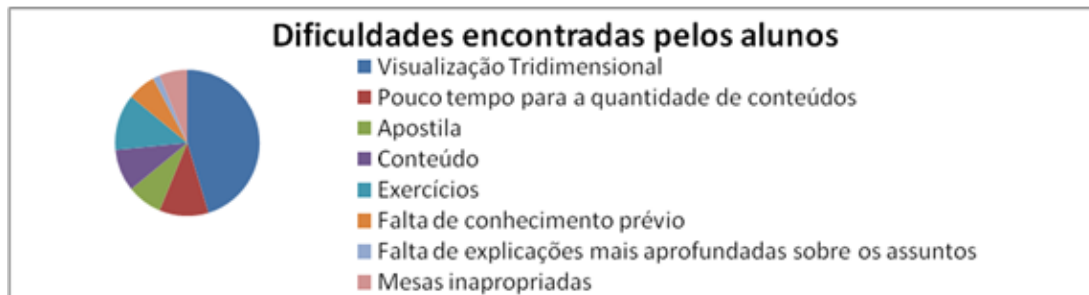 Dificuldades encontradas pelos alunos
Visualização Tridimensional
Pouco tempo para a quantidade de conteúdos
Apostila
Conteúdo
Exercícios
Falta de conhecimento prévio
Falta de explicações mais aprofundadas sobre os assuntos
Mesas inapropriadas